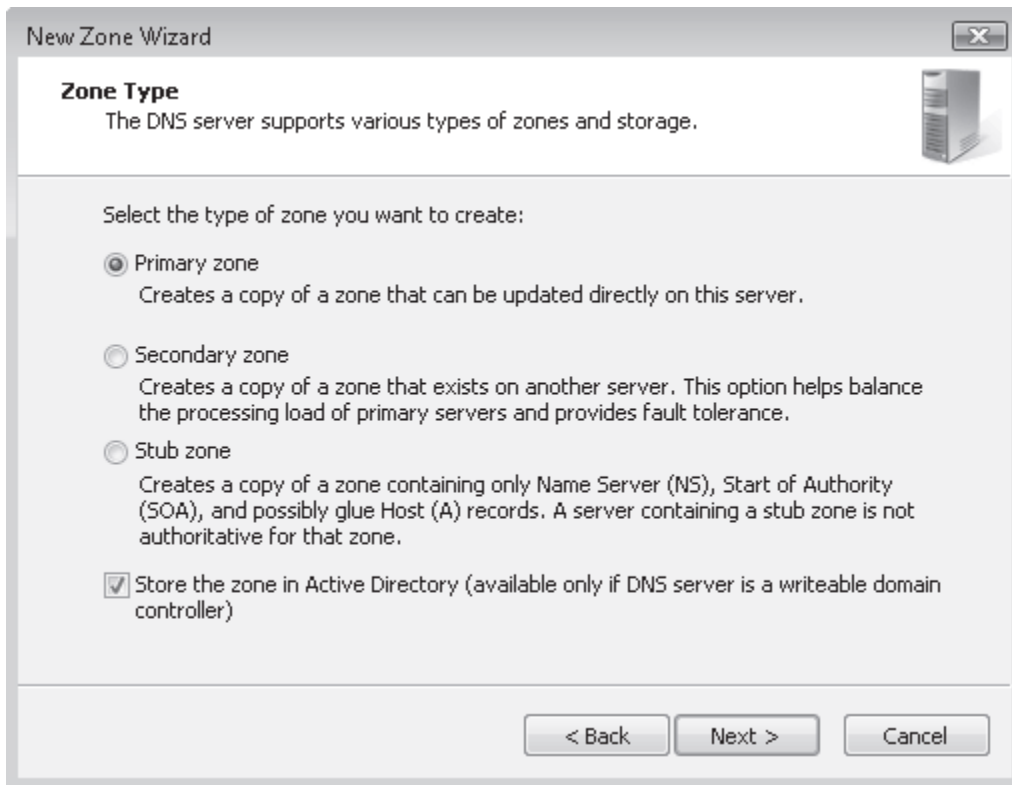 New Zone Wizard
Zone Type
The DNS server supports various types of zones and storage.
Select the type of zone you want to create:
Primary zone
Creates a copy of a zone that can be updated directly on this server.
Secondary zone
Creates a copy of a zone that exists on another server. This option helps balance
the processing load of primary servers and provides fault tolerance.
Stub zone
Creates a copy of a zone containing only Name Server (NS), Start of Authority
(SOA), and possibly glue Host (A) records. A server containing a stub zone is not
authoritative for that zone.
Store the zone in Active Directory (available only if DNS server is a writeable domain
controller)
< Back Next > Cancel